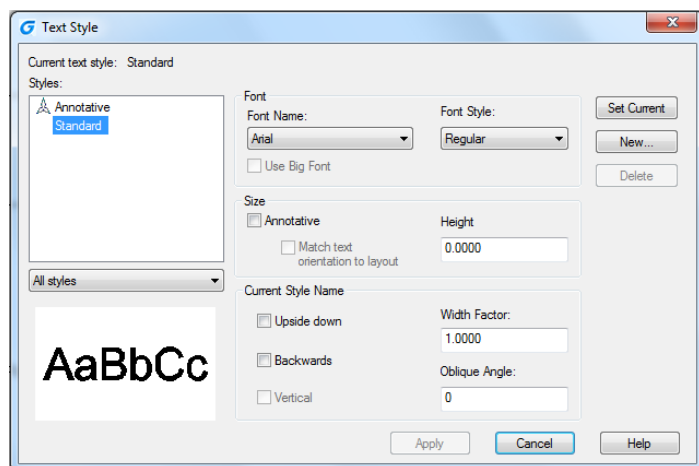 Text Style
Current text style: Standard
Styles:
Annotative
Standard
All styles
AaBbCc
Font
Font Name:
Arial
Use Big Font
Font Style:
Regular
Size
Annotative
Match text
orientation to layout
Height
0.0000
Current Style Name
Upside down
Backwards
Vertical
Width Factor:
1.0000
Oblique Angle:
0
Set Current
New...
Delete
Apply
Cancel
Help